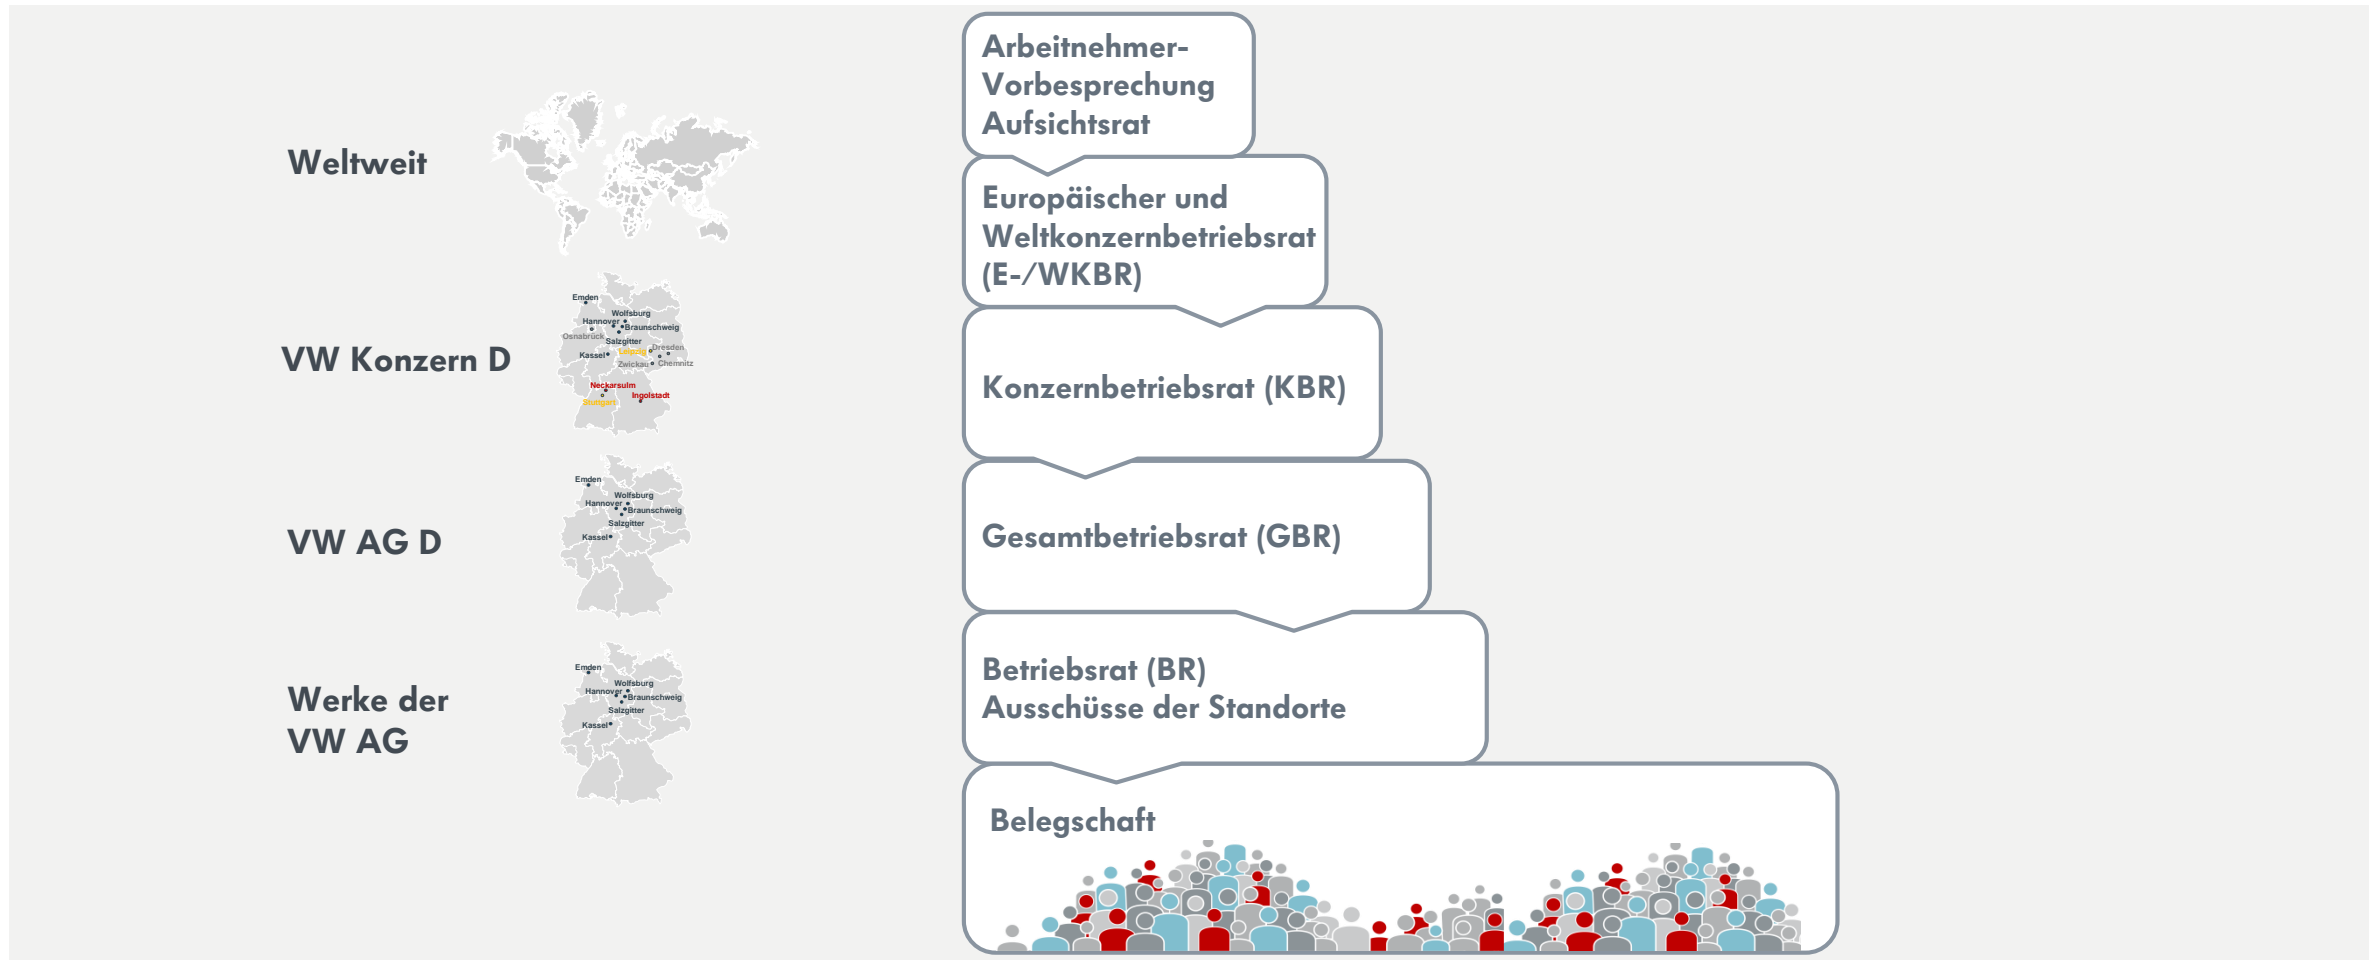 Arbeitnehmer-
Vorbesprechung
Aufsichtsrat
Weltweit
Europäischer und
Weltkonzernbetriebsrat
(E-/WKBR)
VW Konzern D
Emden
Wolfsburg
Hannover
Braunschweig
Osnabrück
Salzgitter
Leipzig
Dresden
Kassel
Zwickau
Chemnitz
Neckarsulm
Ingolstadt
Stuttgart
Konzernbetriebsrat (KBR)
VW AG D
Emden
Wolfsburg
Hannover
Braunschweig
Salzgitter
Kassel
Gesamtbetriebsrat (GBR)
Werke der
VW AG
Emden
Wolfsburg
Hannover
Braunschweig
Salzgitter
Kassel
Betriebsrat (BR)
Ausschüsse der Standorte
Belegschaft